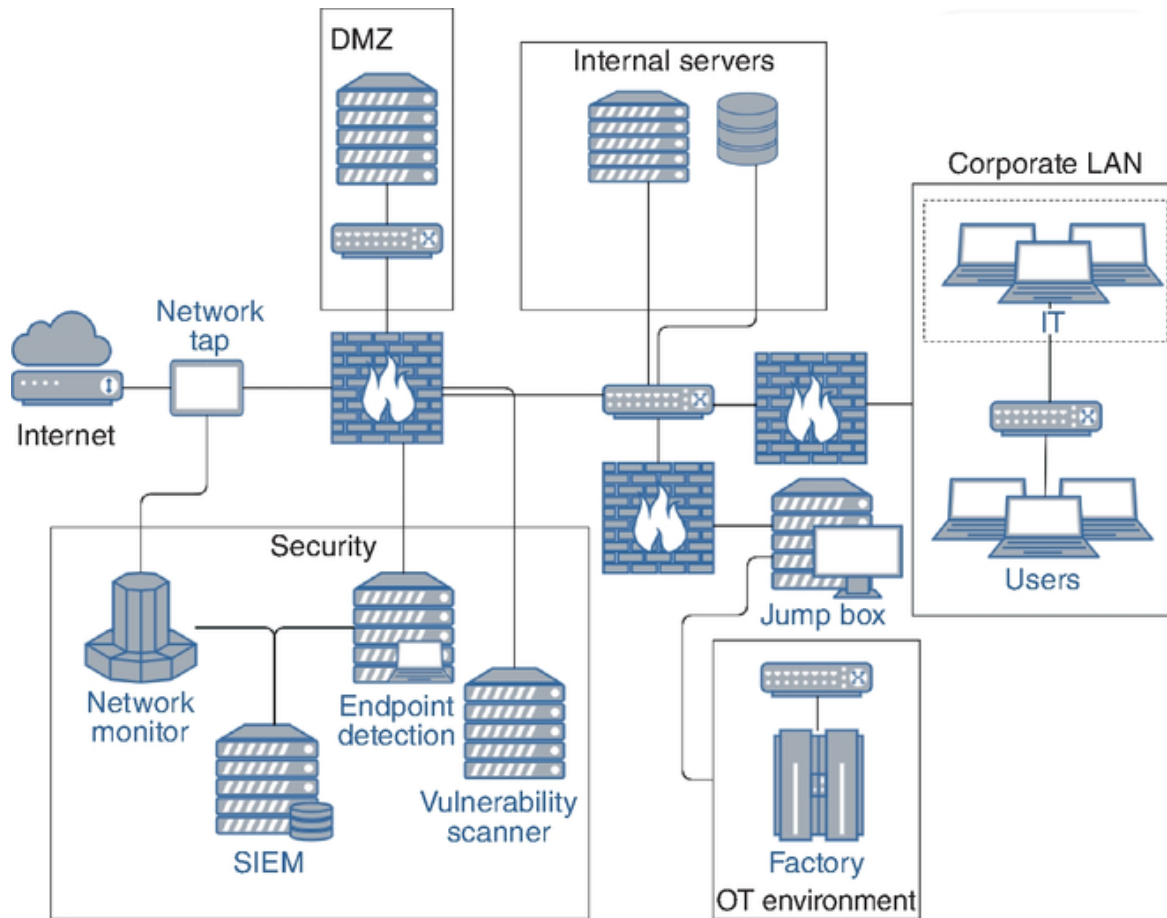 DMZ
Internal servers
Corporate LAN
IT
Network
tap
Internet
Users
Security
Jump box
Network
monitor
Endpoint
detection
SIEM
Vulnerability
scanner
Factory
OT environment